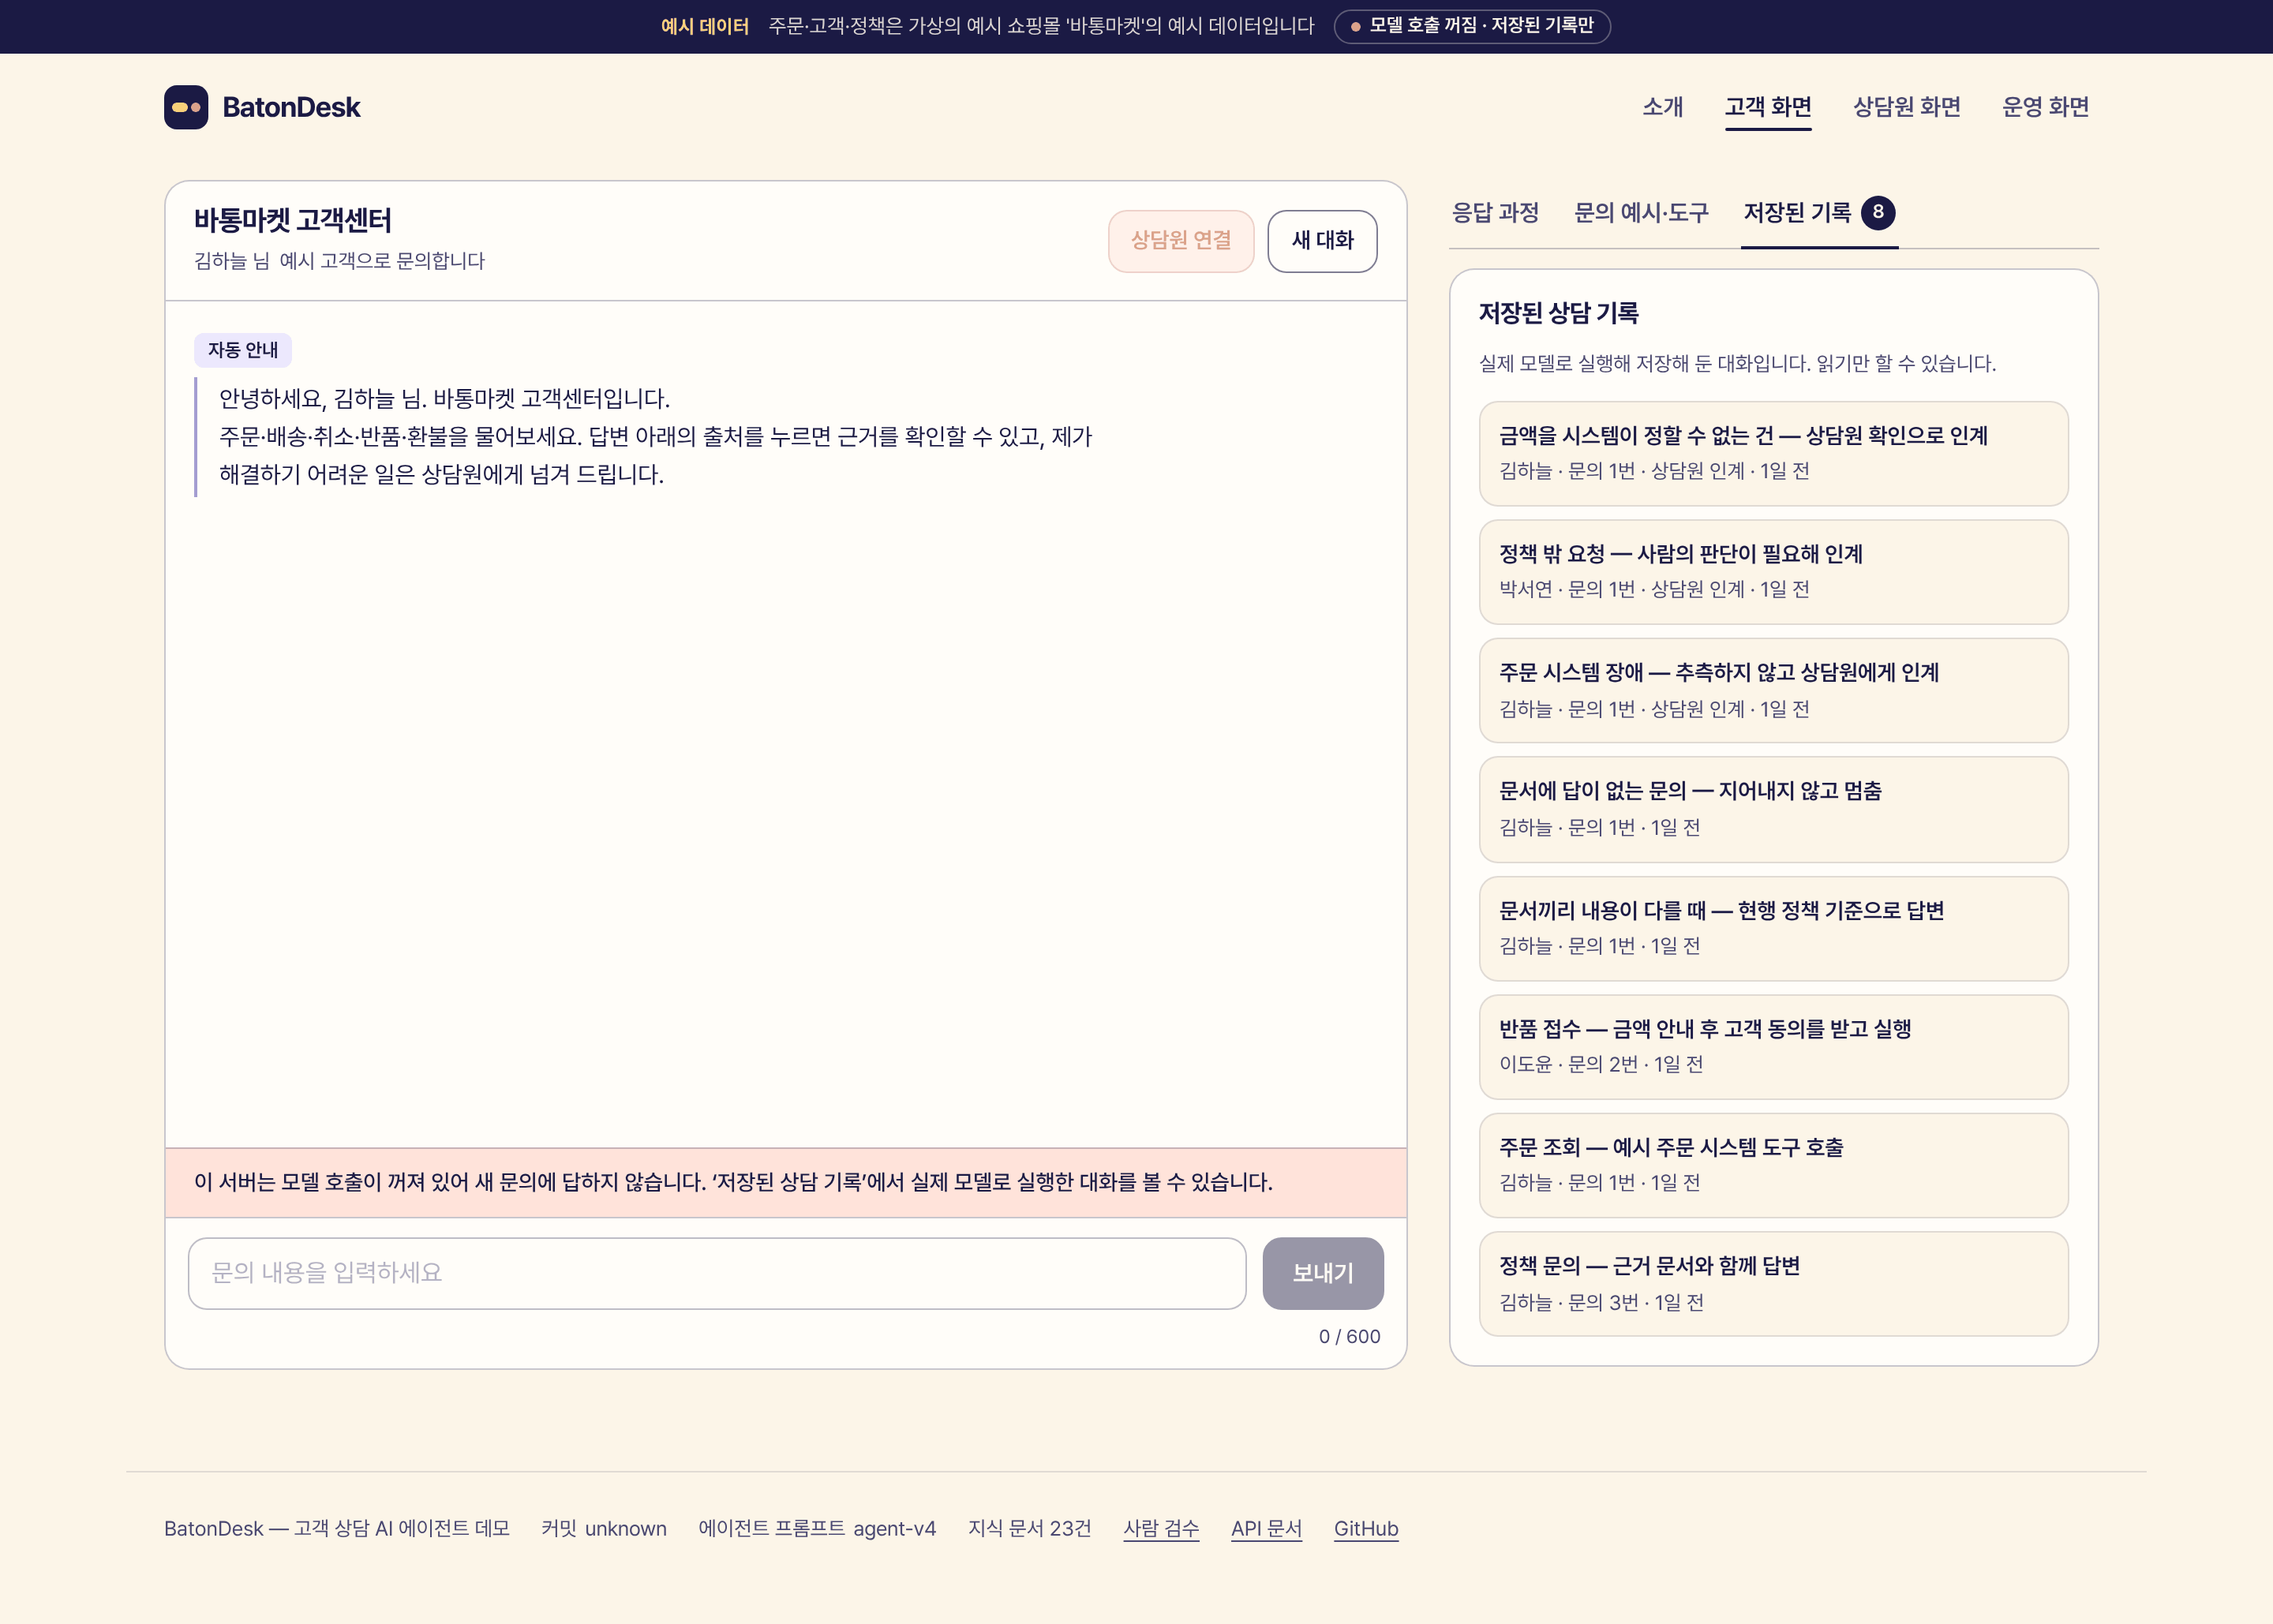 예시 데이터 주문·고객·정책은 가상의 예시 쇼핑몰 '바통마켓'의 예시 데이터입니다 모델 호출 꺼짐 · 저장된 기록만
BatonDesk
소개 고객 화면 상담원 화면 운영 화면
바통마켓 고객센터
김하늘 님 예시 고객으로 문의합니다
상담원 연결 새 대화
자동 안내
안녕하세요, 김하늘 님. 바통마켓 고객센터입니다.
주문·배송·취소·반품·환불을 물어보세요. 답변 아래의 출처를 누르면 근거를 확인할 수 있고, 제가
해결하기 어려운 일은 상담원에게 넘겨 드립니다.
이 서버는 모델 호출이 꺼져 있어 새 문의에 답하지 않습니다. ‘저장된 상담 기록’에서 실제 모델로 실행한 대화를 볼 수 있습니다.
문의 내용을 입력하세요
보내기
0 / 600
응답 과정 문의 예시·도구 저장된 기록 8
저장된 상담 기록
실제 모델로 실행해 저장해 둔 대화입니다. 읽기만 할 수 있습니다.
금액을 시스템이 정할 수 없는 건 — 상담원 확인으로 인계
김하늘 · 문의 1번 · 상담원 인계 · 1일 전
정책 밖 요청 — 사람의 판단이 필요해 인계
박서연 · 문의 1번 · 상담원 인계 · 1일 전
주문 시스템 장애 — 추측하지 않고 상담원에게 인계
김하늘 · 문의 1번 · 상담원 인계 · 1일 전
문서에 답이 없는 문의 — 지어내지 않고 멈춤
김하늘 · 문의 1번 · 1일 전
문서끼리 내용이 다를 때 — 현행 정책 기준으로 답변
김하늘 · 문의 1번 · 1일 전
반품 접수 — 금액 안내 후 고객 동의를 받고 실행
이도윤 · 문의 2번 · 1일 전
주문 조회 — 예시 주문 시스템 도구 호출
김하늘 · 문의 1번 · 1일 전
정책 문의 — 근거 문서와 함께 답변
김하늘 · 문의 3번 · 1일 전
BatonDesk — 고객 상담 AI 에이전트 데모 커밋 unknown 에이전트 프롬프트 agent-v4 지식 문서 23건 사람 검수 API 문서 GitHub